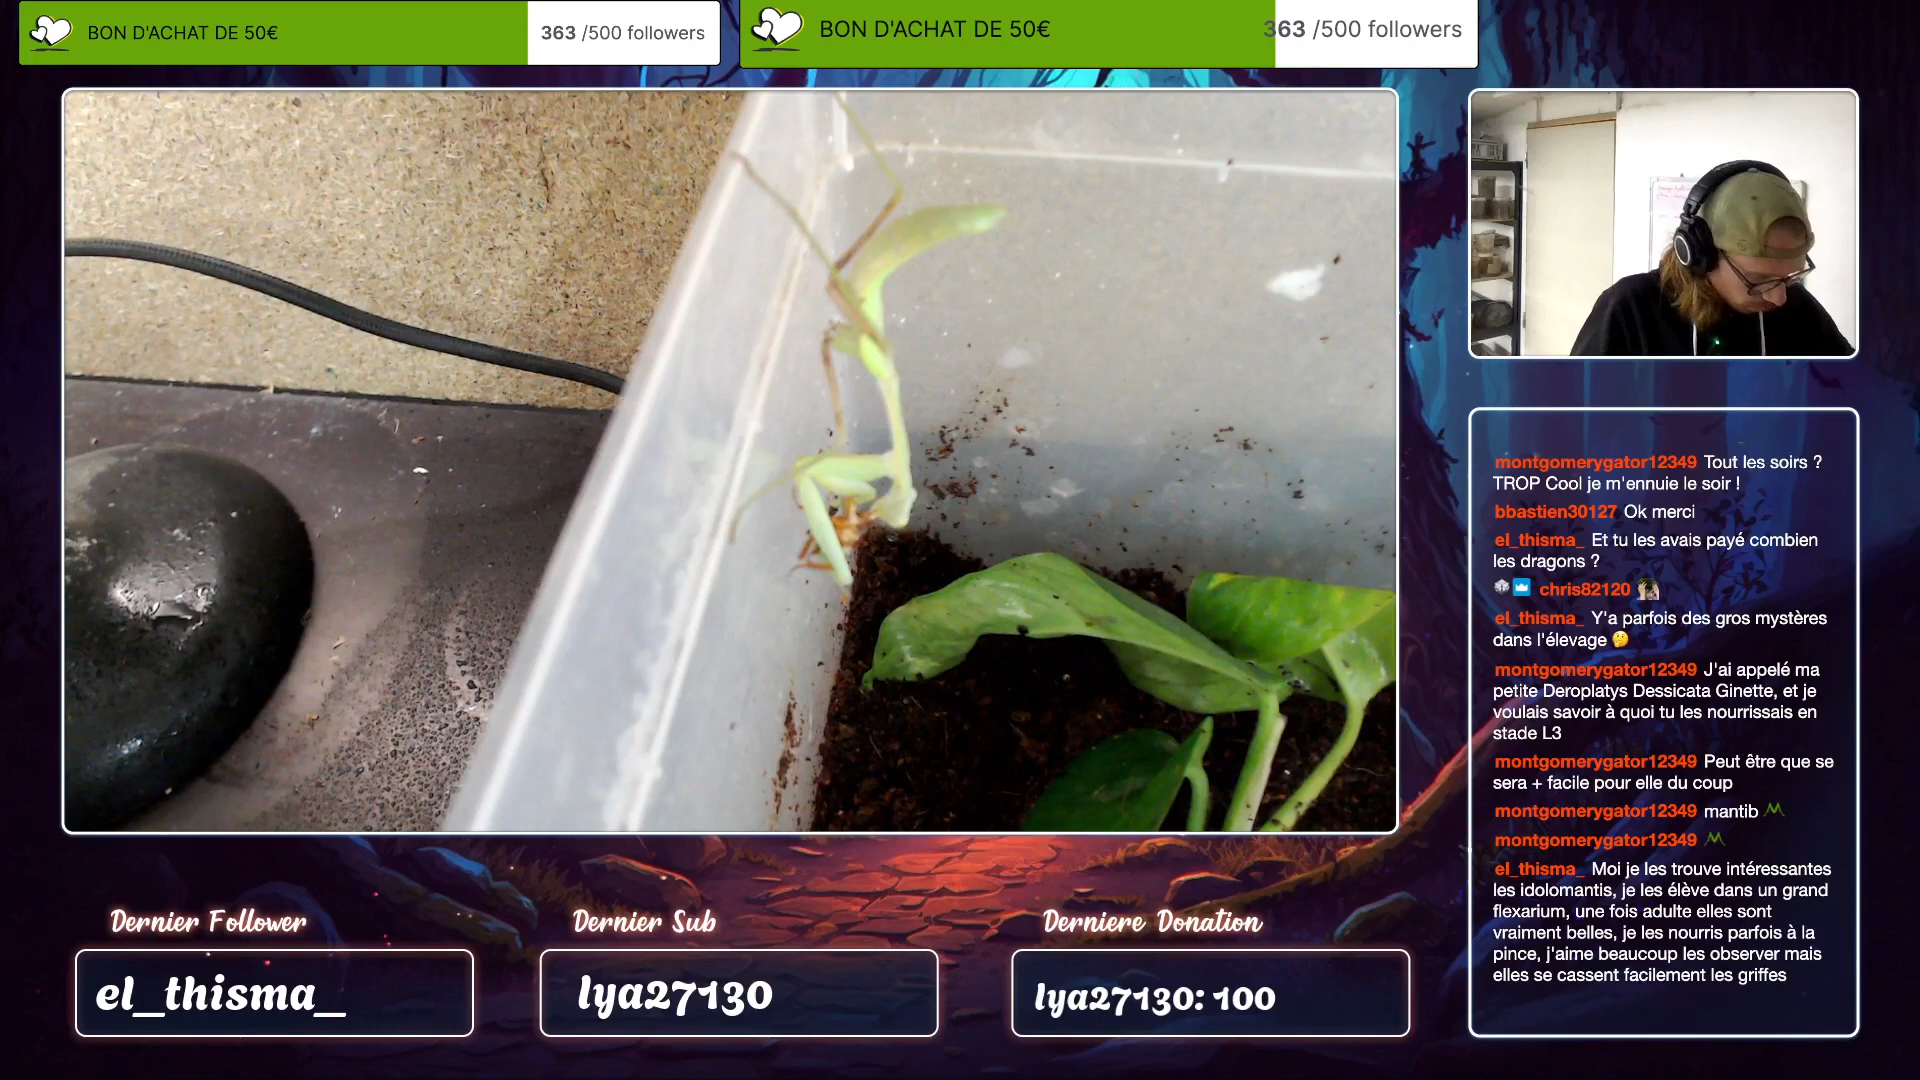 BON D'ACHAT DE 50€
363 /500 followers
BON D'ACHAT DE 50€
363 /500 followers
montgomerygator12349 Tout les soirs ?
TROP Cool je m'ennuie le soir !
bbastien30127 Ok merci
el_thisma_ Et tu les avais payé combien
les dragons ?
chris82120
el_thisma_ Y'a parfois des gros mystères
dans l'élevage 🤔
montgomerygator12349 J'ai appelé ma
petite Deroplatys Dessicata Ginette, et je
voulais savoir à quoi tu les nourrissais en
stade L3
montgomerygator12349 Peut être que se
sera + facile pour elle du coup
montgomerygator12349 mantib
montgomerygator12349
el_thisma_ Moi je les trouve intéressantes
les idolomantis, je les élève dans un grand
flexarium, une fois adulte elles sont
vraiment belles, je les nourris parfois à la
pince, j'aime beaucoup les observer mais
elles se cassent facilement les griffes
Dernier Follower
el_thisma_
Dernier Sub
lya27130
Derniere Donation
lya27130: 100